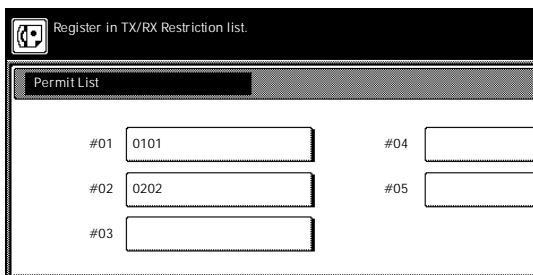 Register in TX/RX Restriction list.
Permit List
#01 0101 #04
#02 0202 #05
#03